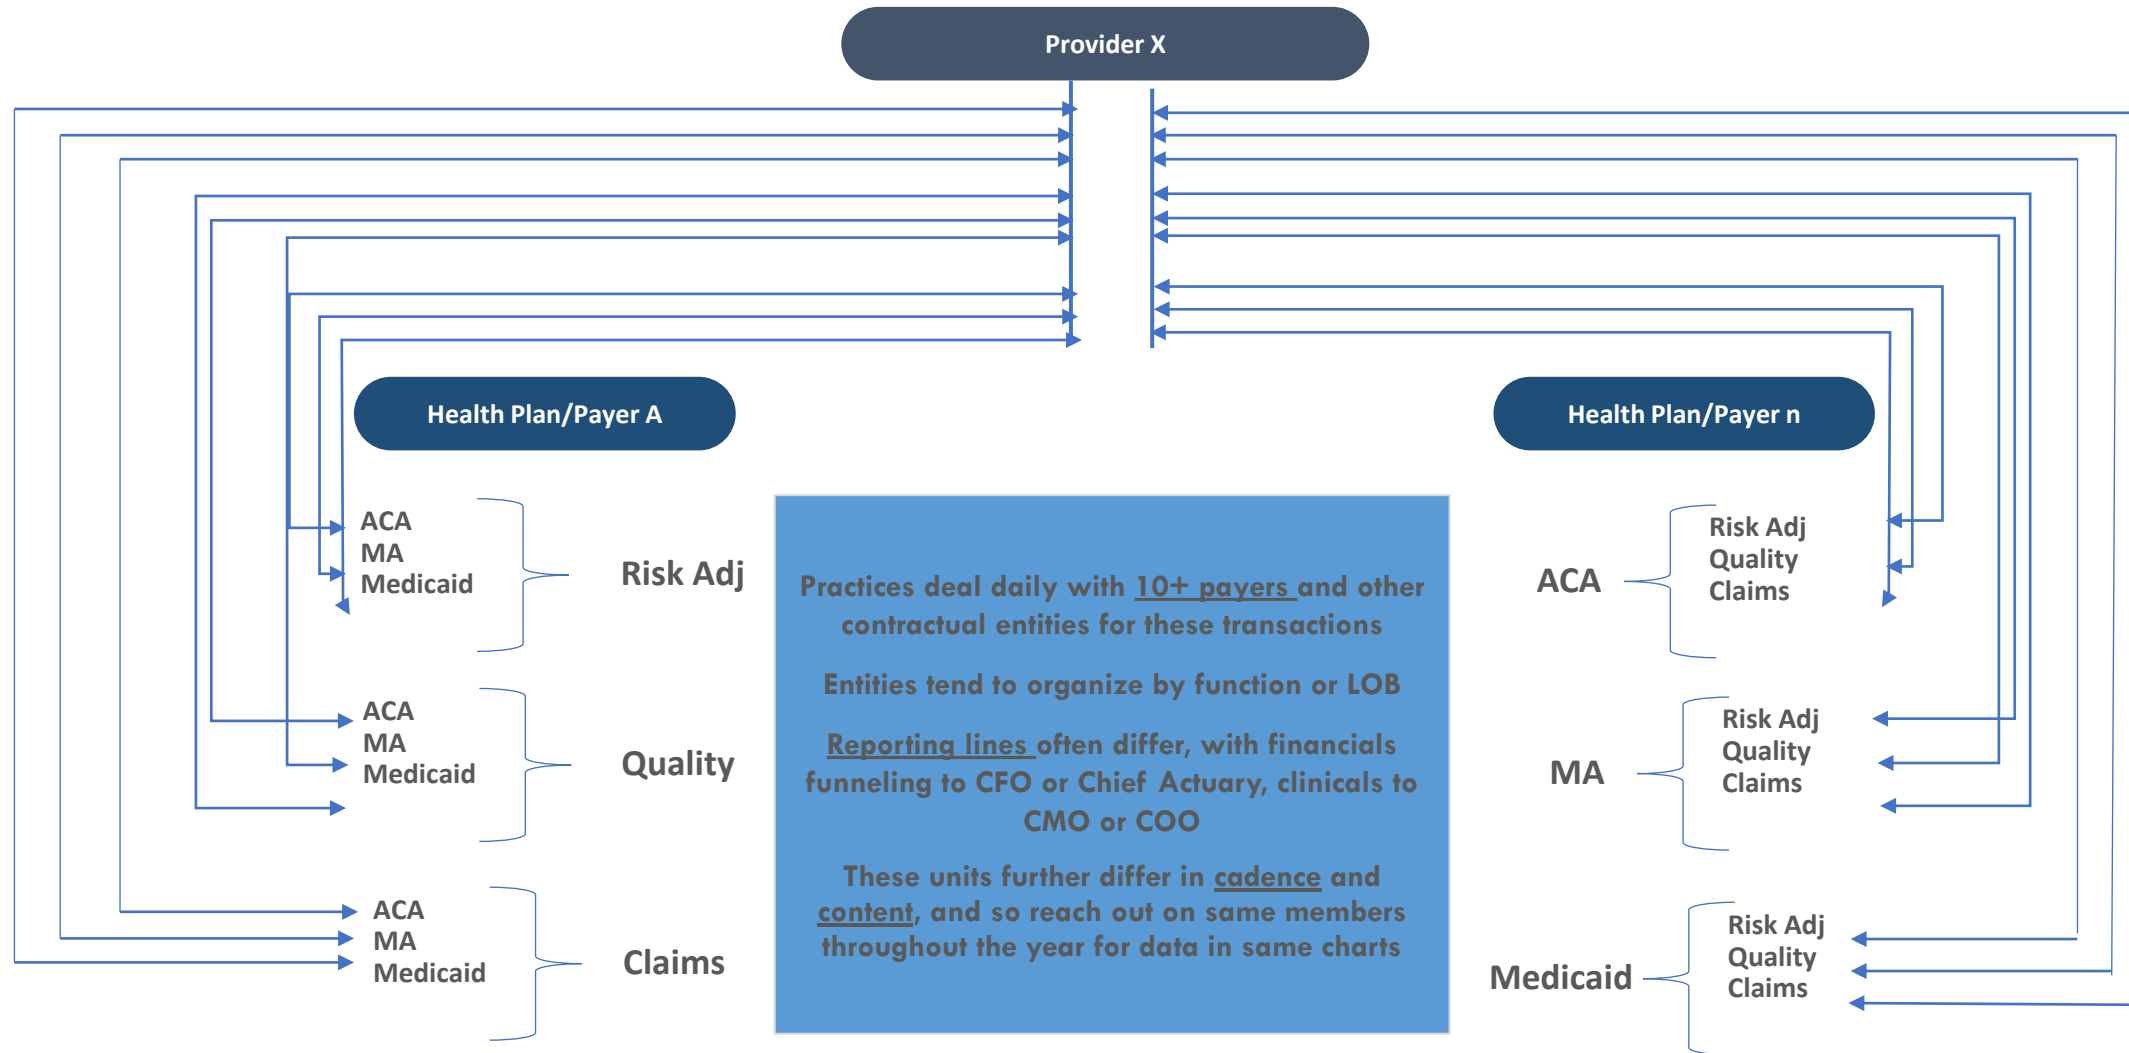 Provider X
Health Plan/Payer A
ACA
MA
Medicaid
Risk Adj
ACA
MA
Medicaid
Quality
ACA
MA
Medicaid
Claims
Practices deal daily with 10+ payers and other
contractual entities for these transactions
Entities tend to organize by function or LOB
Reporting lines often differ, with financials
funneling to CFO or Chief Actuary, clinicals to
CMO or COO
These units further differ in cadence and
content, and so reach out on same members
throughout the year for data in same charts
Health Plan/Payer n
ACA
Risk Adj
Quality
Claims
MA
Risk Adj
Quality
Claims
Medicaid
Risk Adj
Quality
Claims